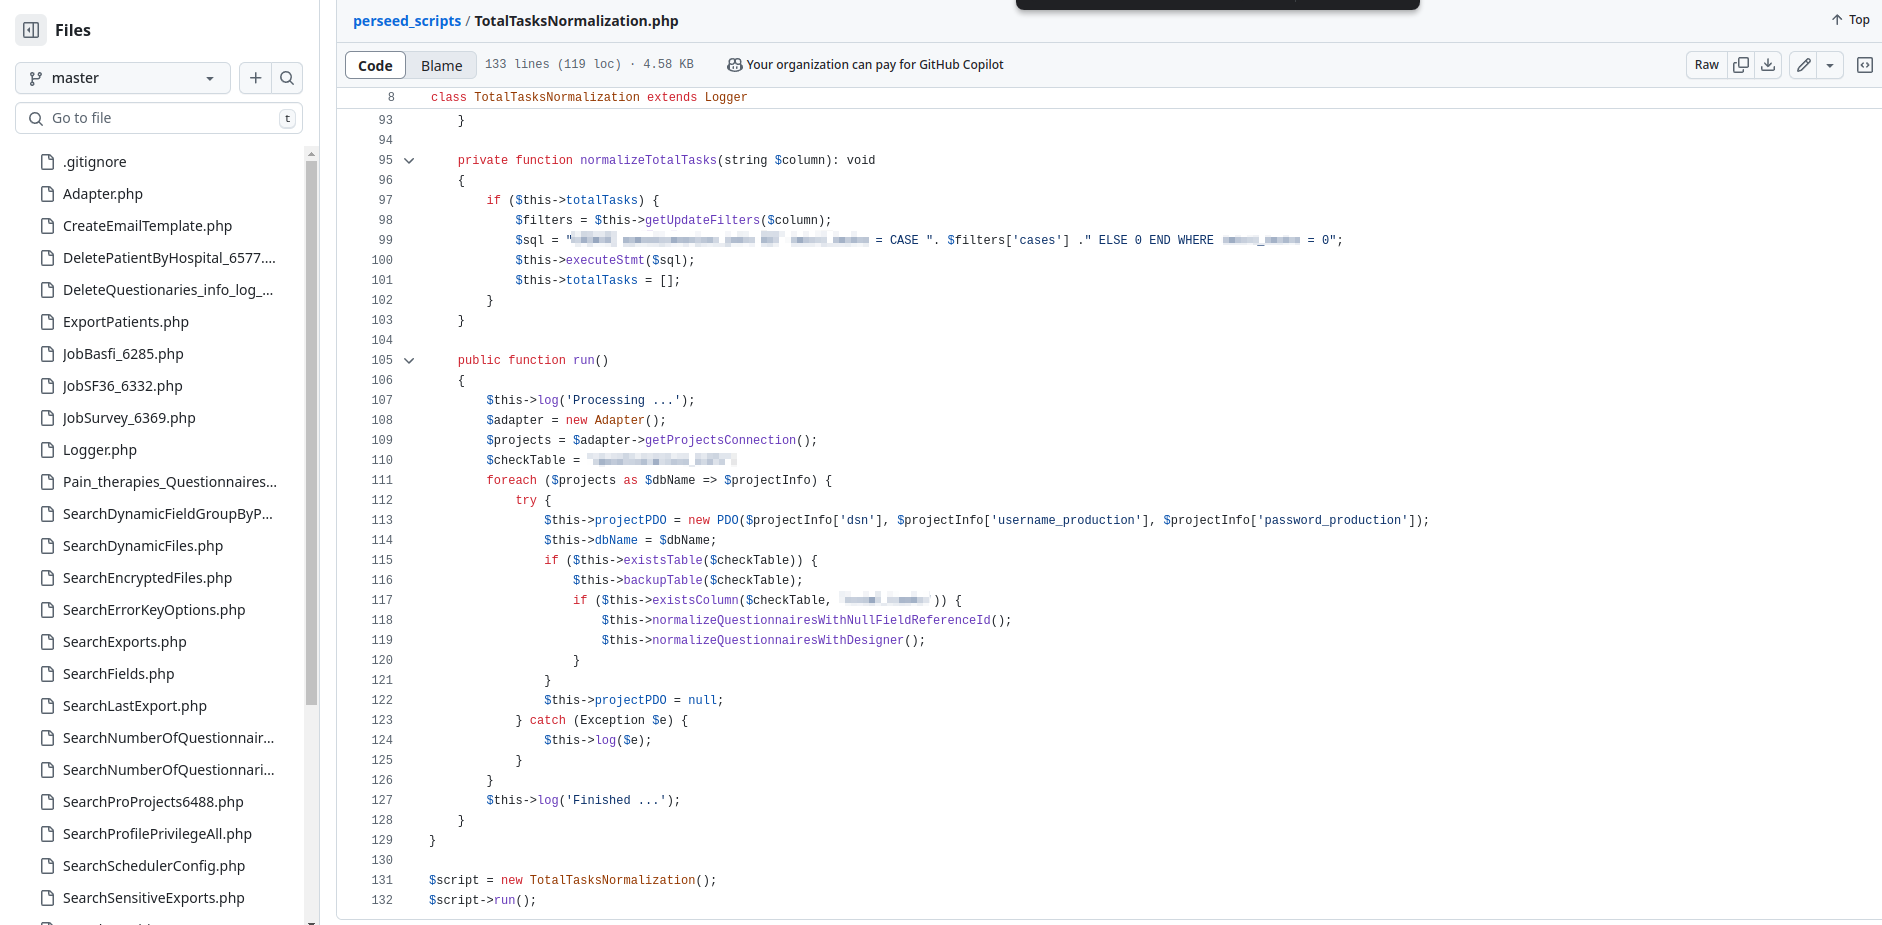 Files
master
Go to file
t
.gitignore
Adapter.php
CreateEmailTemplate.php
DeletePatientByHospital_6577....
DeleteQuestionaries_info_log_...
ExportPatients.php
JobBasfi_6285.php
JobSF36_6332.php
JobSurvey_6369.php
Logger.php
Pain_therapies_Questionnaires...
SearchDynamicFieldGroupByP...
SearchDynamicFiles.php
SearchEncryptedFiles.php
SearchErrorKeyOptions.php
SearchExports.php
SearchFields.php
SearchLastExport.php
SearchNumberOfQuestionnair...
SearchNumberOfQuestionnari...
SearchProProjects6488.php
SearchProfilePrivilegeAll.php
SearchSchedulerConfig.php
SearchSensitiveExports.php
perseed_scripts / TotalTasksNormalization.php
Top
Code Blame 133 lines (119 loc) · 4.58 KB Your organization can pay for GitHub Copilot
Raw
8 class TotalTasksNormalization extends Logger
93 }
94
95 private function normalizeTotalTasks(string $column): void
96 {
97 if ($this->totalTasks) {
98 $filters = $this->getUpdateFilters($column);
99 $sql = " = CASE ". $filters['cases'] ." ELSE 0 END WHERE = 0";
100 $this->executeStmt($sql);
101 $this->totalTasks = [];
102 }
103 }
104
105 public function run()
106 {
107 $this->log('Processing ...');
108 $adapter = new Adapter();
109 $projects = $adapter->getProjectsConnection();
110 $checkTable =
111 foreach ($projects as $dbName => $projectInfo) {
112 try {
113 $this->projectPDO = new PDO($projectInfo['dsn'], $projectInfo['username_production'], $projectInfo['password_production']);
114 $this->dbName = $dbName;
115 if ($this->existsTable($checkTable)) {
116 $this->backupTable($checkTable);
117 if ($this->existsColumn($checkTable, ')) {
118 $this->normalizeQuestionnairesWithNullFieldReferenceId();
119 $this->normalizeQuestionnairesWithDesigner();
120 }
121 }
122 $this->projectPDO = null;
123 } catch (Exception $e) {
124 $this->log($e);
125 }
126 }
127 $this->log('Finished ...');
128 }
129 }
130
131 $script = new TotalTasksNormalization();
132 $script->run();